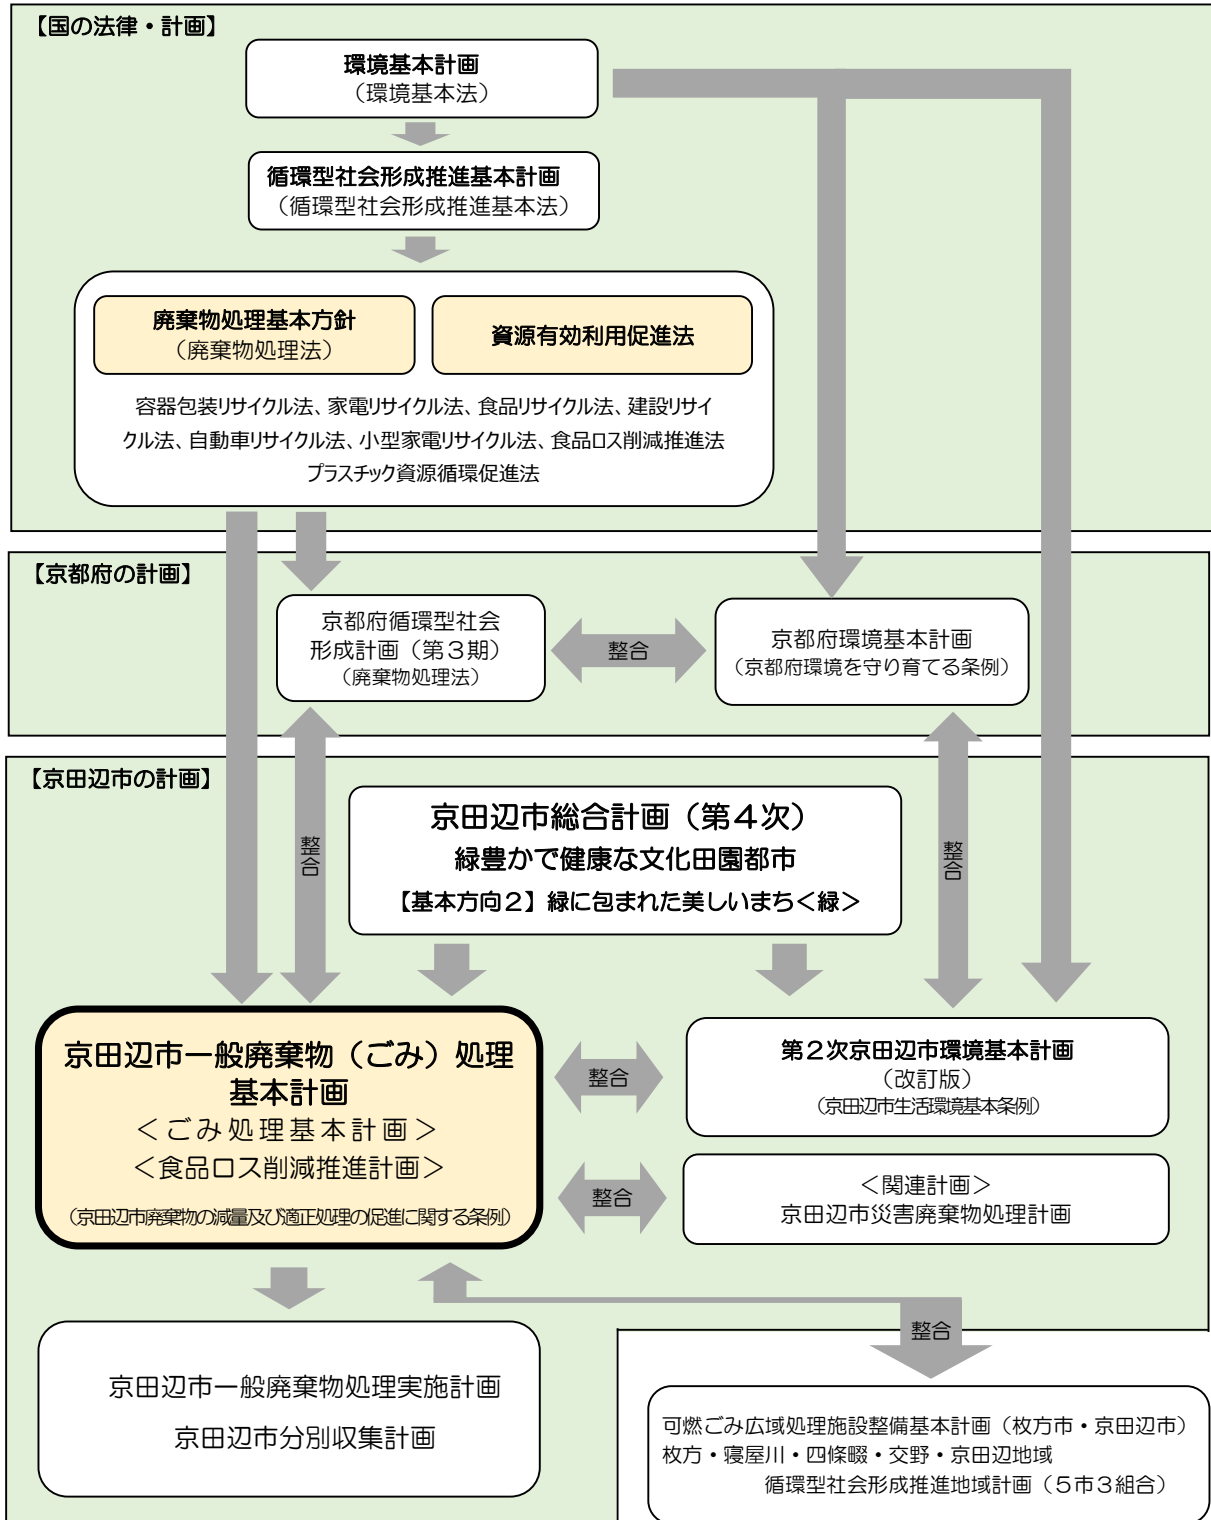 【国の法律・計画】
環境基本計画
（環境基本法）
循環型社会形成推進基本計画
（循環型社会形成推進基本法）
廃棄物処理基本方針
（廃棄物処理法）
資源有効利用促進法
容器包装リサイクル法、家電リサイクル法、食品リサイクル法、建設リサイ
クル法、自動車リサイクル法、小型家電リサイクル法、食品ロス削減推進法
プラスチック資源循環促進法
【京都府の計画】
京都府循環型社会
形成計画（第３期）
（廃棄物処理法）
整合
京都府環境基本計画
（京都府環境を守り育てる条例）
【京田辺市の計画】
整合
京田辺市総合計画（第４次）
緑豊かで健康な文化田園都市
【基本方向２】緑に包まれた美しいまち＜緑＞
整合
京田辺市一般廃棄物（ごみ）処理
基本計画
＜ごみ処理基本計画＞
＜食品ロス削減推進計画＞
（京田辺市廃棄物の減量及び適正処理の促進に関する条例）
整合
第２次京田辺市環境基本計画
（改訂版）
（京田辺市生活環境基本条例）
整合
＜関連計画＞
京田辺市災害廃棄物処理計画
整合
京田辺市一般廃棄物処理実施計画
京田辺市分別収集計画
可燃ごみ広域処理施設整備基本計画（枚方市・京田辺市）
枚方・寝屋川・四條畷・交野・京田辺地域
循環型社会形成推進地域計画（５市３組合）